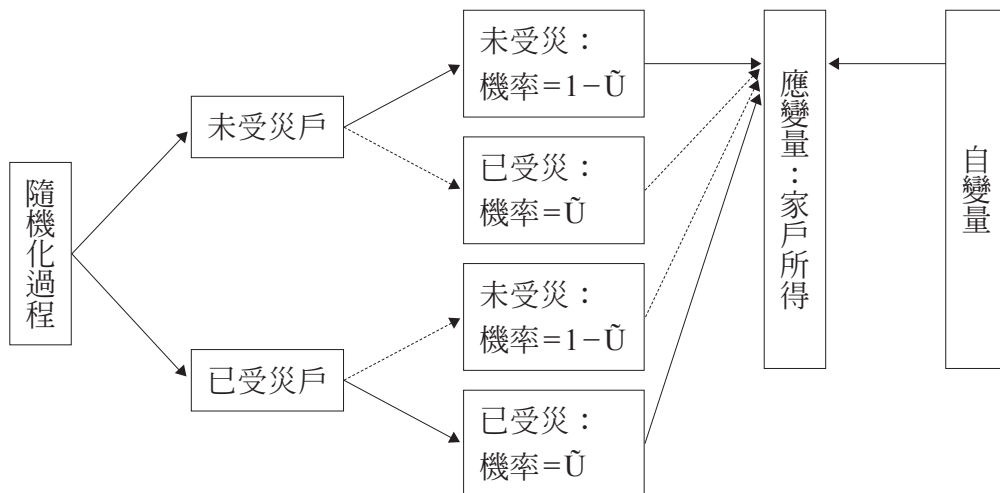 隨機化過程
未受災戶
已受災戶
未受災：
機率=1-Ũ
已受災：
機率=Ũ
未受災：
機率=1-Ũ
已受災：
機率=Ũ
應變量：家戶所得
自變量